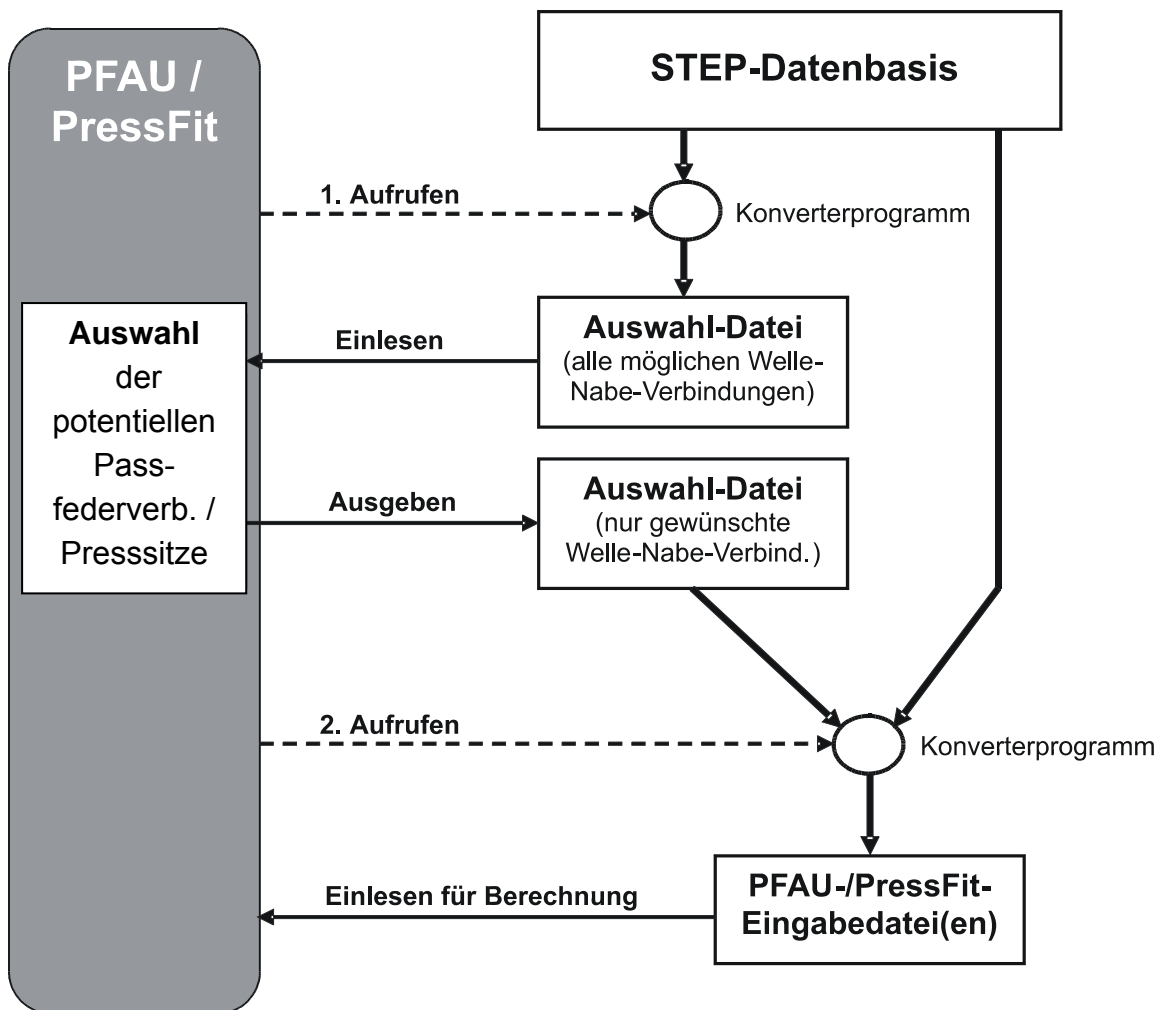 PFAU /
PressFit
STEP-Datenbasis
1. Aufrufen
Konverterprogramm
Auswahl
der
potentiellen
Pass-
federverb. /
Presssitze
Einlesen
Auswahl-Datei
(alle möglichen Welle-
Nabe-Verbindungen)
Ausgeben
Auswahl-Datei
(nur gewünschte
Welle-Nabe-Verbind.)
2. Aufrufen
Konverterprogramm
Einlesen für Berechnung
PFAU-/PressFit-
Eingabedatei(en)